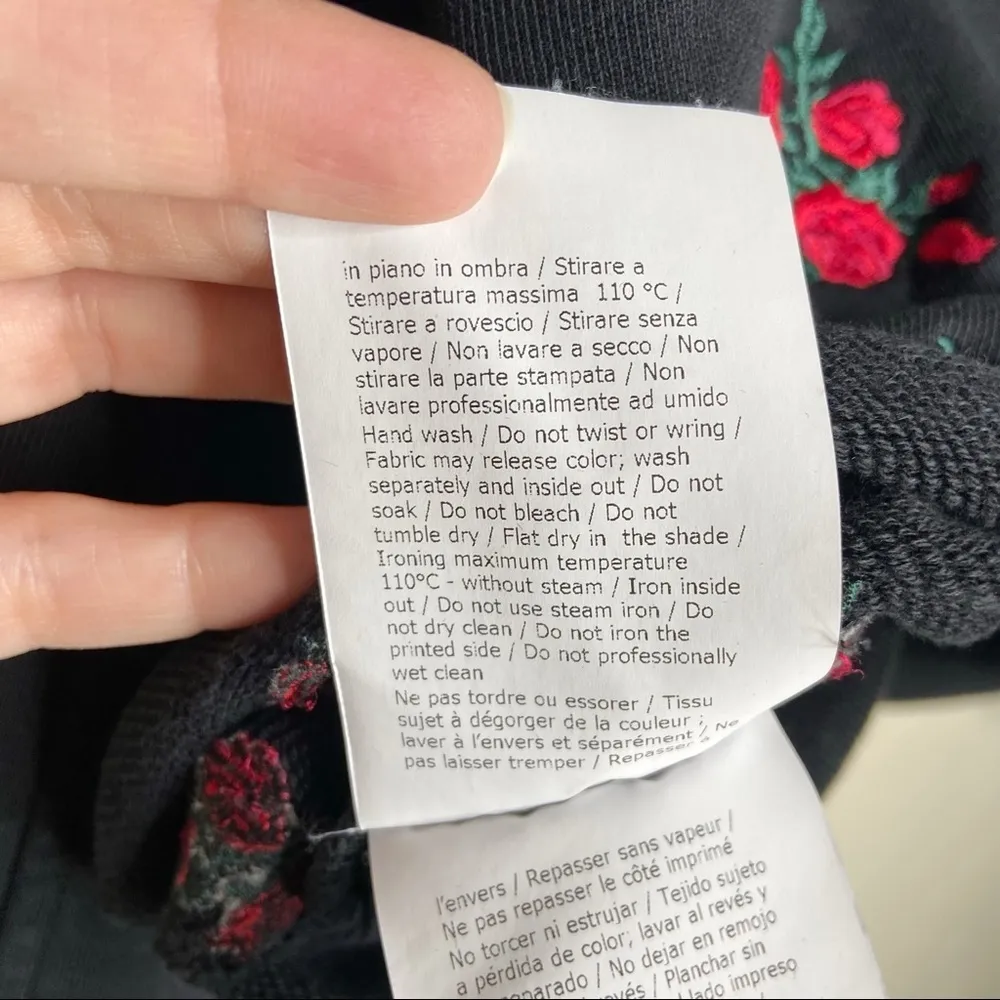 in piano in ombra / Stirare a
temperatura massima 110 °C /
Stirare a rovescio / Stirare senza
vapore / Non lavare a secco / Non
stirare la parte stampata / Non
lavare professionalmente ad umido
Hand wash / Do not twist or wring /
Fabric may release color; wash
separately and inside out / Do not
soak / Do not bleach / Do not
tumble dry / Flat dry in the shade /
Ironing maximum temperature
110°C - without steam / Iron inside
out / Do not use steam iron / Do
not dry clean / Do not iron the
printed side / Do not professionally
wet clean
Ne pas tordre ou essorer / Tissu
sujet à dégorger de la couleur ;
laver à l'envers et séparément / Ne
pas laisser tremper / Repasser à
l'envers / Repasser sans vapeur /
Ne pas repasser le côté imprimé
No torcer ni estrujar / Tejido sujeto
a pérdida de color; lavar al revés y
/ No dejar en remojo
/ Planchar sin
impreso